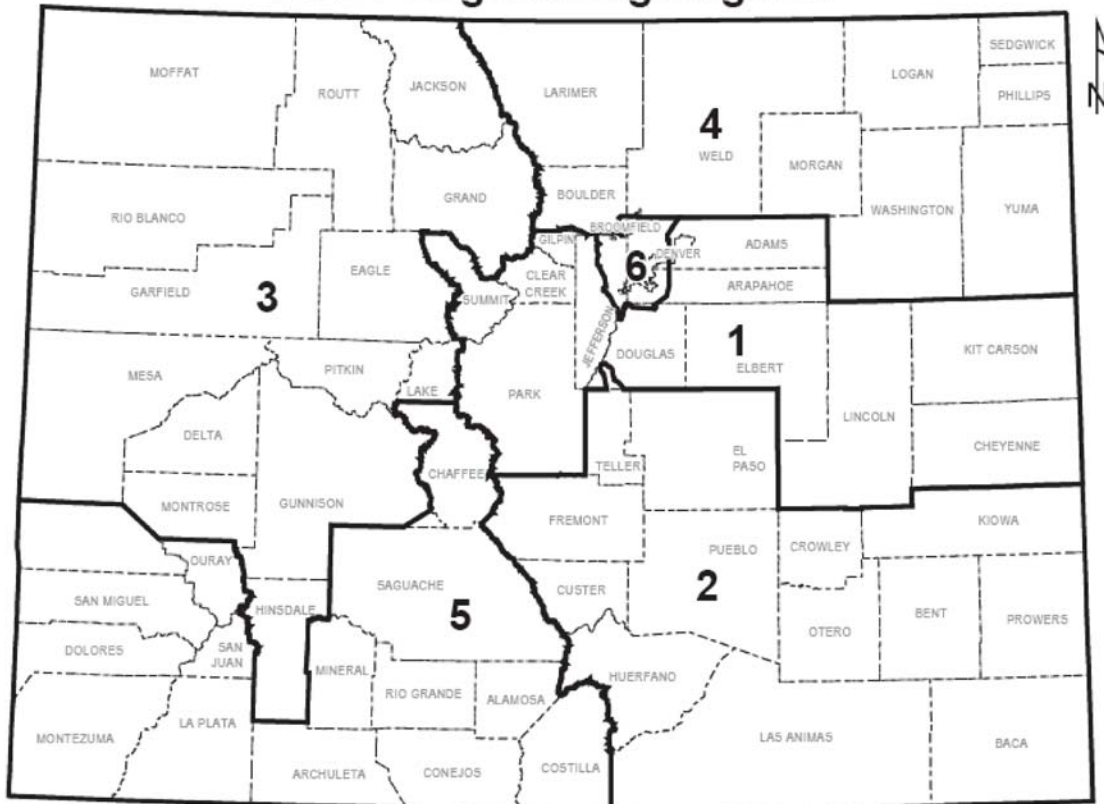 MOFFAT
ROUTT
JACKSON
LARIMER
4
WELD
LOGAN
SEDGWICK
PHILLIPS
MORGAN
WASHINGTON
YUMA
RIO BLANCO
GRAND
BOULDER
BROOMFIELD
GILPIN
DENVER
ADAMS
6
ARAPAHOE
GARFIELD
3
EAGLE
SUMMIT
CLEAR
CREEK
JEFFERSON
DOUGLAS
1
ELBERT
KIT CARSON
MESA
PITKIN
LAKE
PARK
LINCOLN
CHEYENNE
DELTA
GUNNISON
CHAFFEE
TELLER
EL
PASO
MONTROSE
FREMONT
PUEBLO
CROWLEY
KIOWA
OURAY
SAGUACHE
CUSTER
2
SAN MIGUEL
HINSDALE
5
OTERO
BENT
PROWERS
DOLORES
SAN
JUAN
MINERAL
RIO GRANDE
ALAMOSA
HUERFANO
MONTEZUMA
LA PLATA
ARCHULETA
CONEJOS
COSTILLA
LAS ANIMAS
BACA